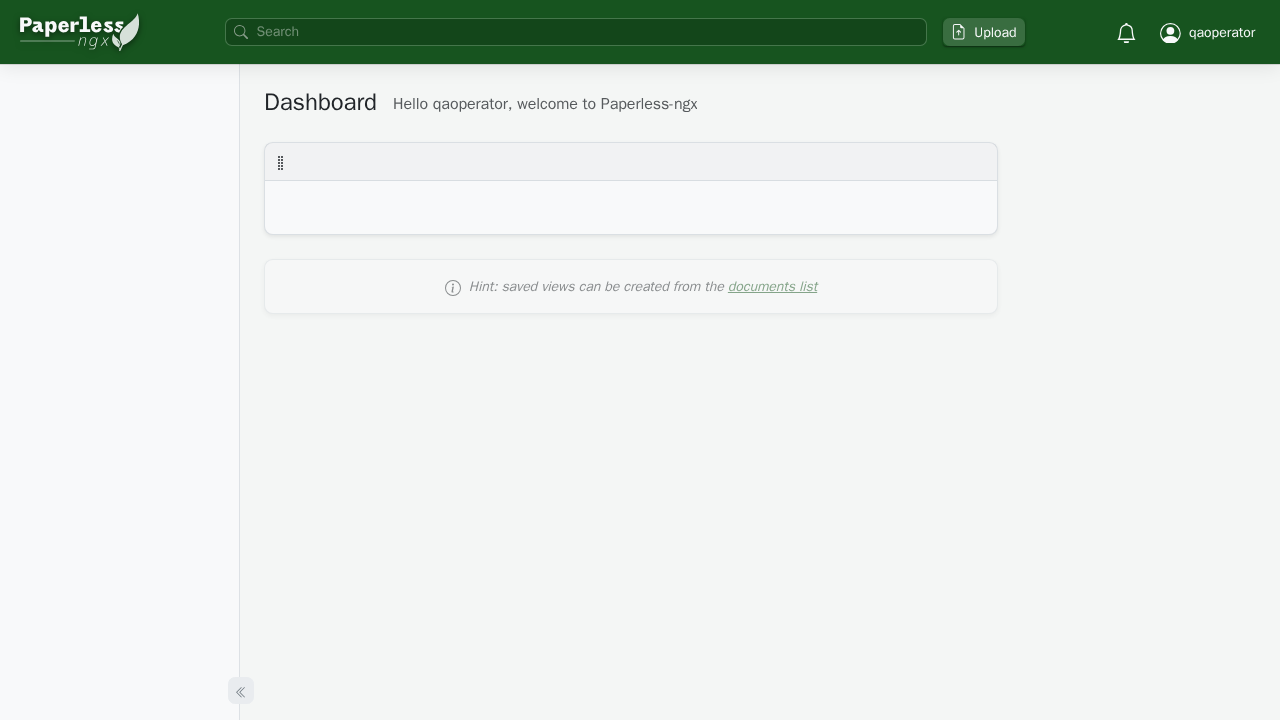 Paperless
ngx
Search
Upload
qaoperator
Dashboard
Hello qaoperator, welcome to Paperless-ngx
Hint: saved views can be created from the documents list